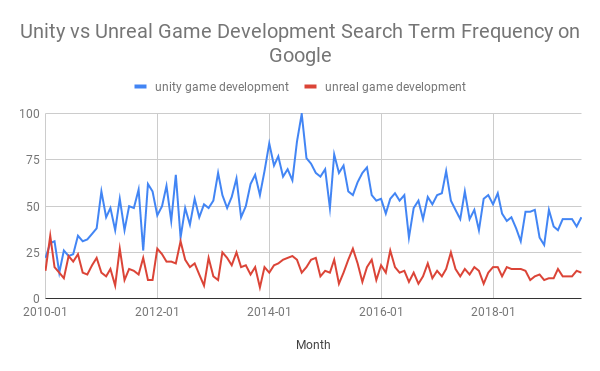 Unity vs Unreal Game Development Search Term Frequency on
Google
unity game development
unreal game development
100
75
50
25
0
2010-01
2012-01
2014-01
2016-01
2018-01
Month